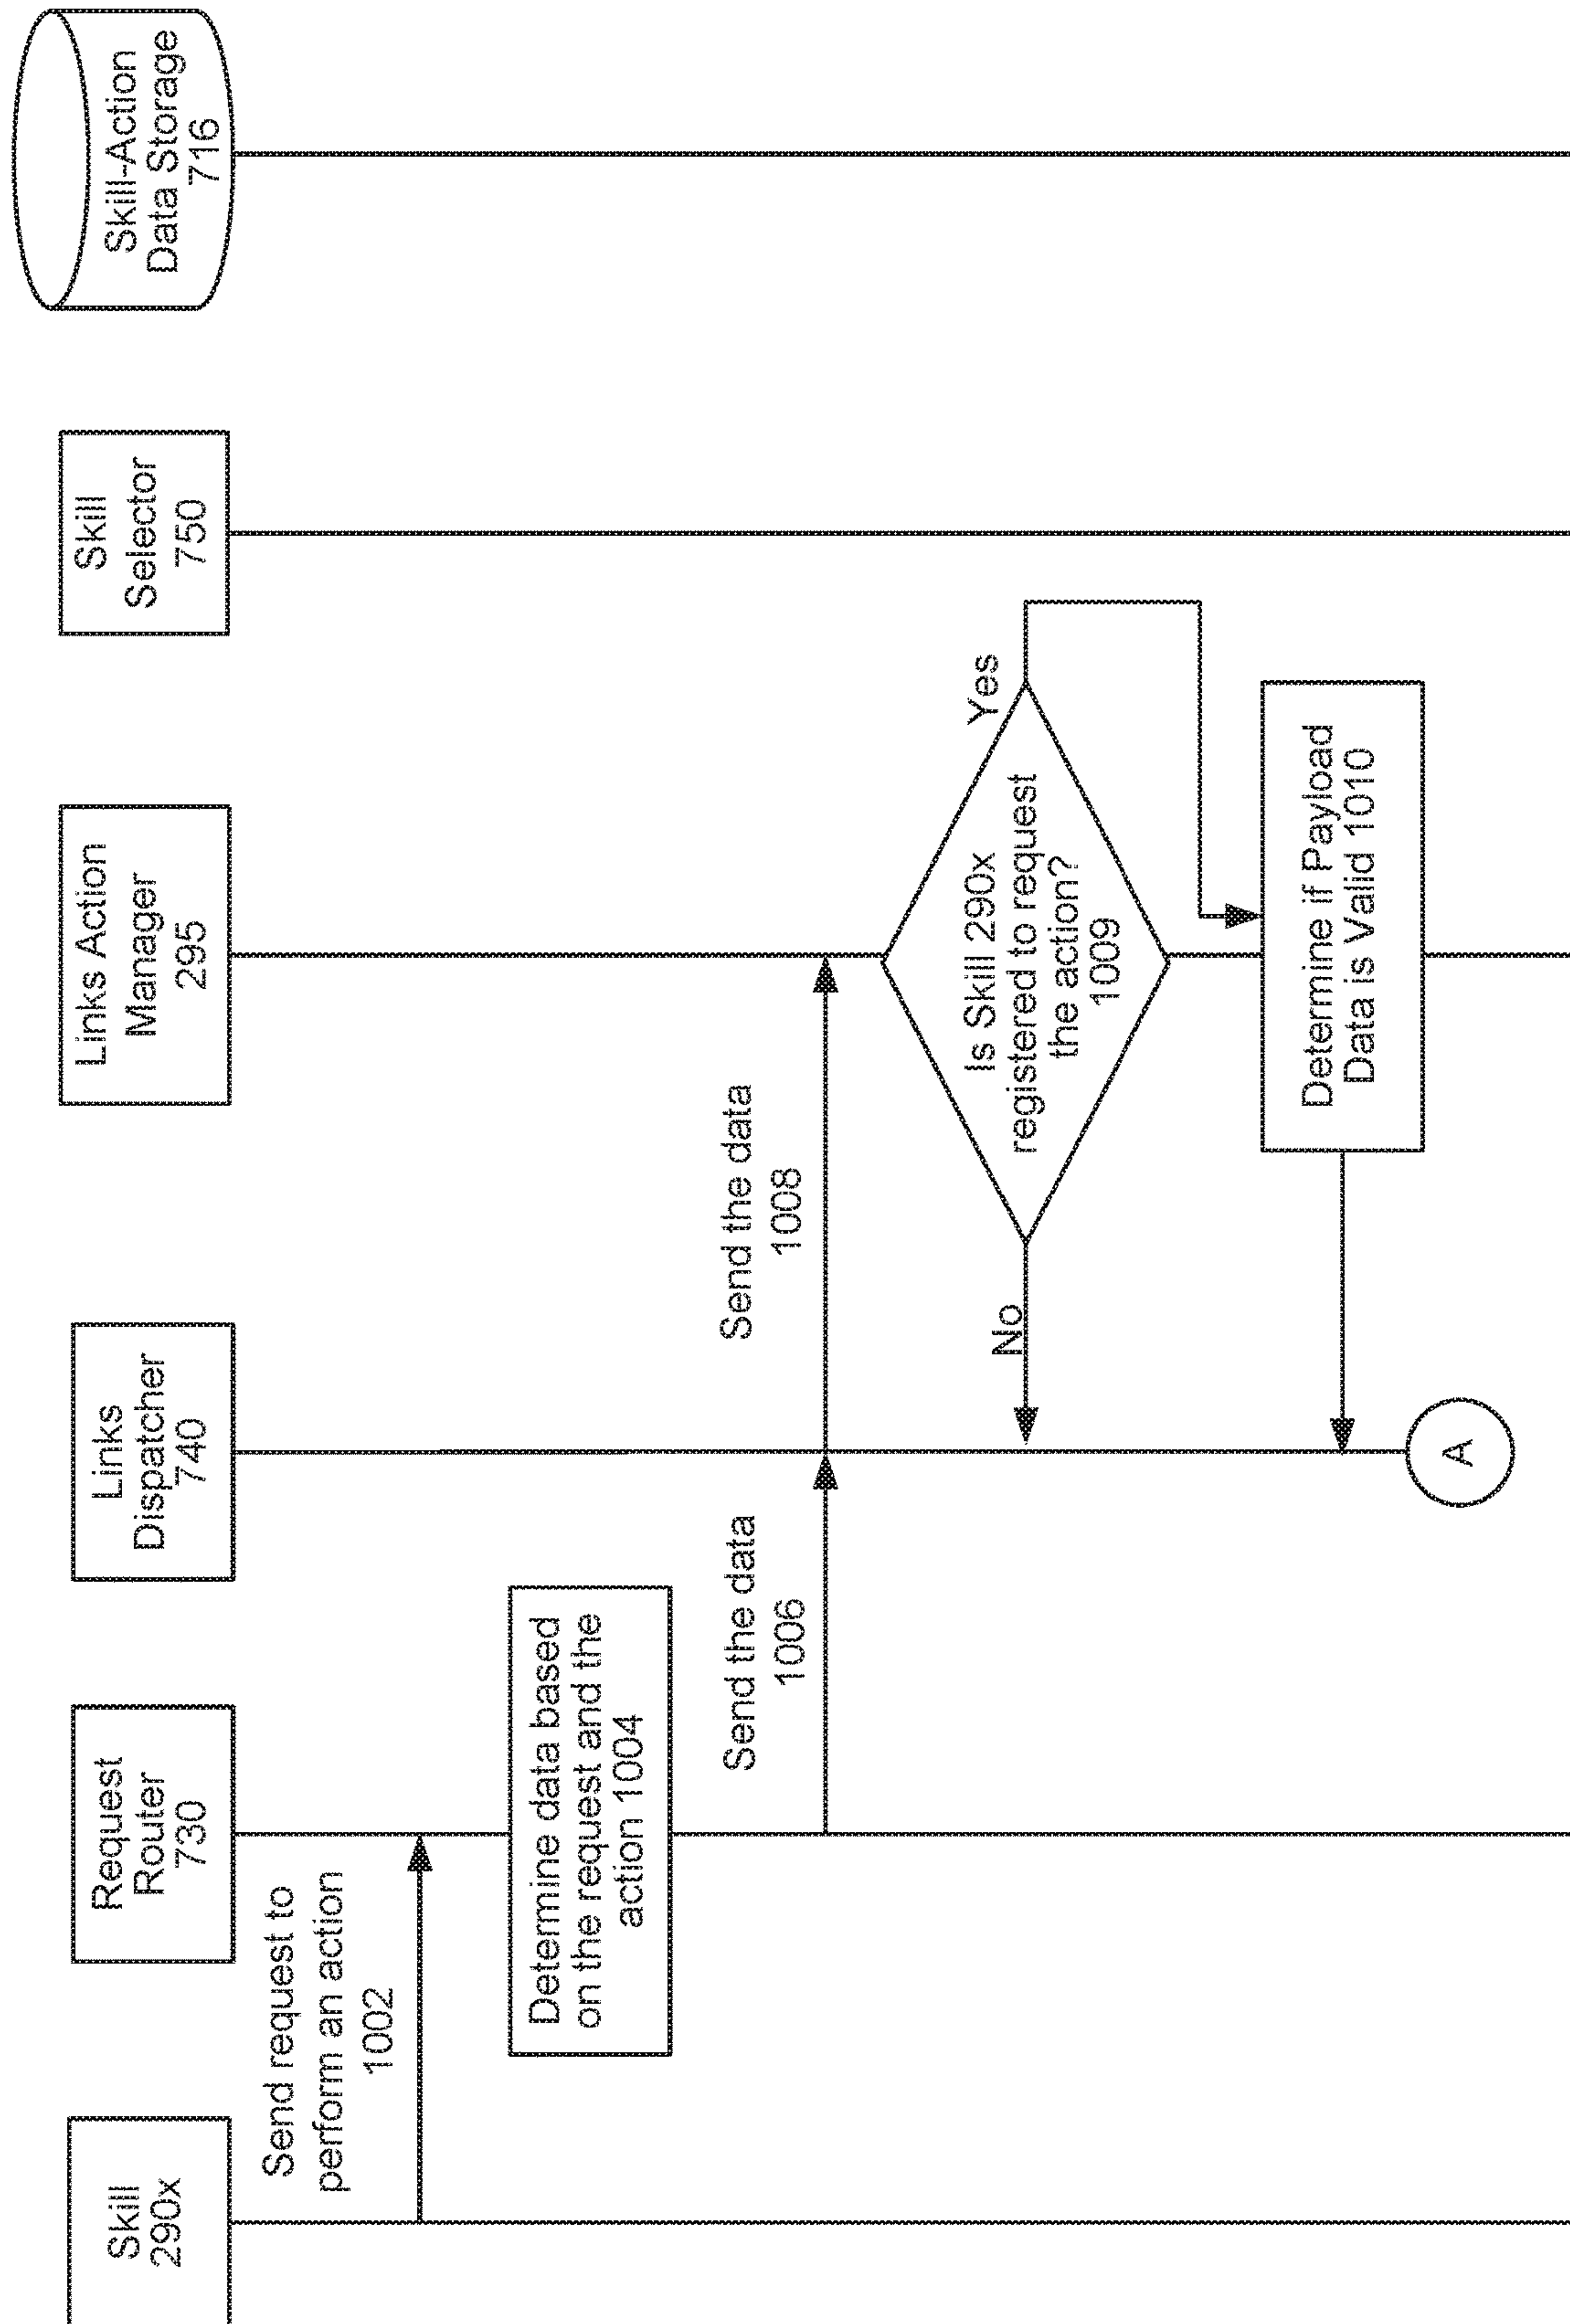 Skill
290x
Request
Router
730
Links
Dispatcher
740
Links Action
Manager
295
Skill
Selector
750
Skill-Action
Data Storage
716
Send request to
perform an action
1002
Determine data based
on the request and the
action 1004
Send the data
1006
Send the data
1008
Is Skill 290x
registered to request
the action?
1009
No
Yes
Determine if Payload
Data is Valid 1010
A